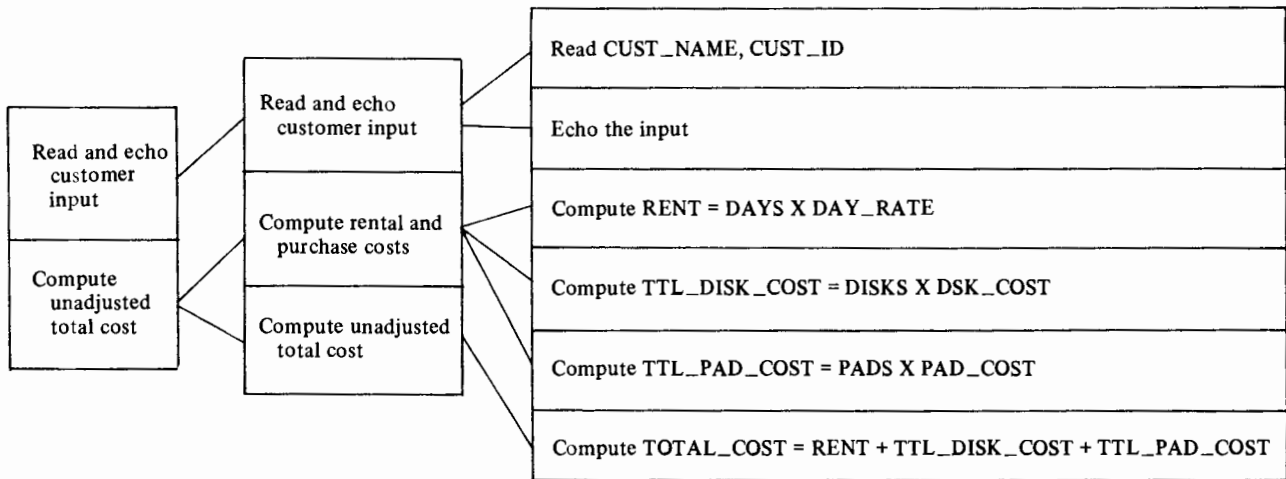 Read and echo
customer
input
Compute
unadjusted
total cost
Read and echo
customer input
Compute rental and
purchase costs
Compute unadjusted
total cost
Read CUST_NAME, CUST_ID
Echo the input
Compute RENT = DAYS X DAY_RATE
Compute TTL_DISK_COST = DISKS X DSK_COST
Compute TTL_PAD_COST = PADS X PAD_COST
Compute TOTAL_COST = RENT + TTL_DISK_COST + TTL_PAD_COST